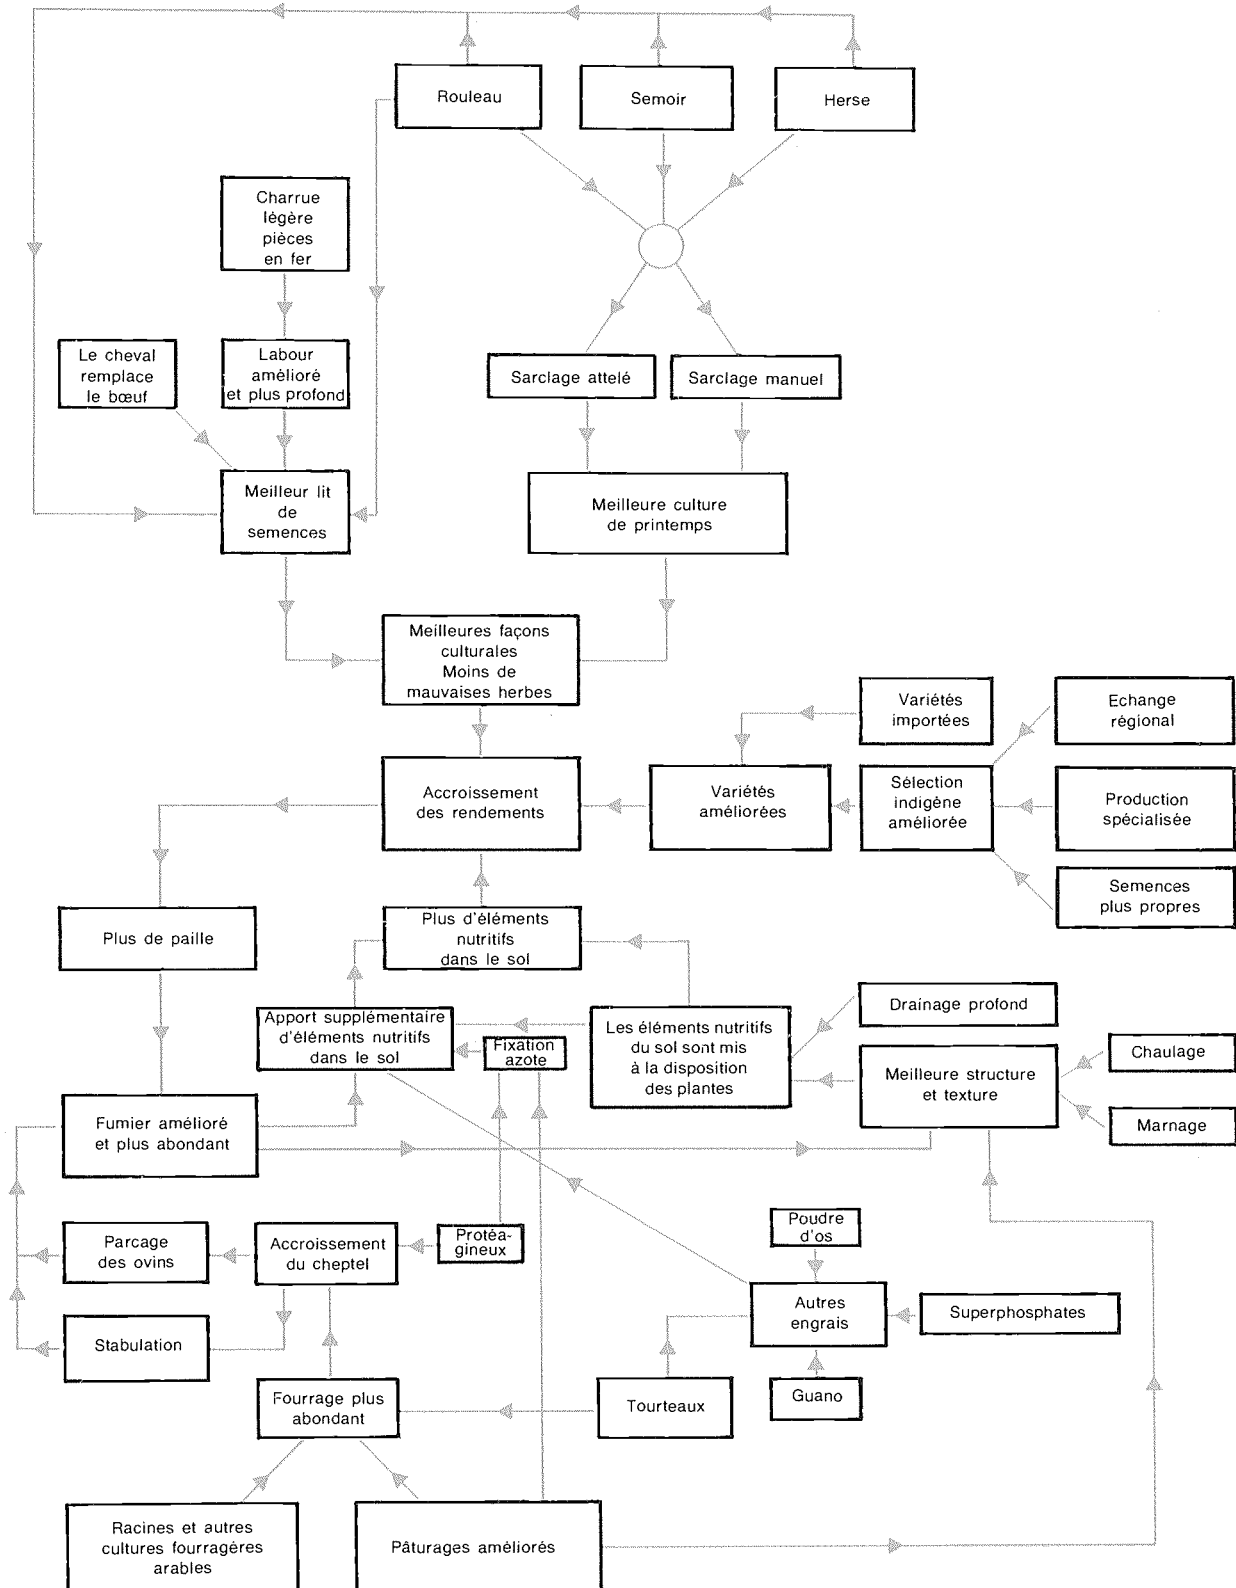 Rouleau
Semoir
Herse
Charrue
légère
pièces
en fer
Le cheval
remplace
le bœuf
Labour
amélioré
et plus profond
Sarclage attelé
Sarclage manuel
Meilleur lit
de
semences
Meilleure culture
de printemps
Meilleures façons
culturales
Moins de
mauvaises herbes
Variétés
importées
Echange
régional
Accroissement
des rendements
Variétés
améliorées
Sélection
indigène
améliorée
Production
spécialisée
Semences
plus propres
Plus de paille
Plus d'éléments
nutritifs
dans le sol
Drainage profond
Apport supplémentaire
d'éléments nutritifs
dans le sol
Fixation
azote
Les éléments nutritifs
du sol sont mis
à la disposition
des plantes
Meilleure structure
et texture
Chaulage
Marnage
Fumier amélioré
et plus abondant
Parcage
des ovins
Accroissement
du cheptel
Protéa-
gineux
Poudre
d'os
Autres
engrais
Superphosphates
Stabulation
Fourrage plus
abondant
Tourteaux
Guano
Racines et autres
cultures fourragères
arables
Pâturages améliorés